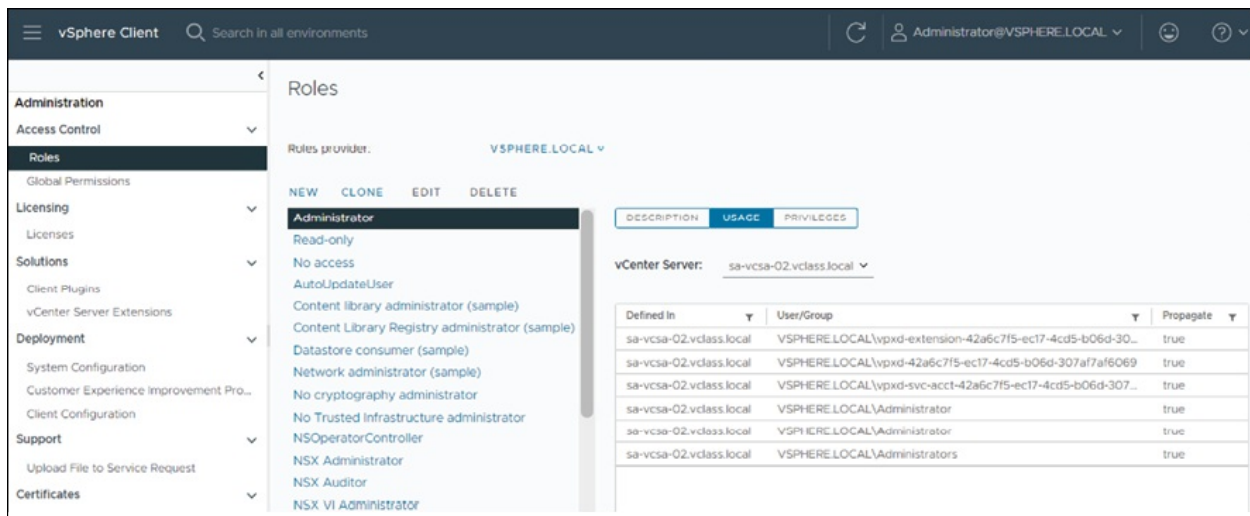 vSphere Client
Search in all environments
Administrator@VSPHERE.LOCAL
Administration
Access Control
Roles
Global Permissions
Licensing
Licenses
Solutions
Client Plugins
vCenter Server Extensions
Deployment
System Configuration
Customer Experience Improvement Pro...
Client Configuration
Support
Upload File to Service Request
Certificates
Roles
Roles provider: VSPHERE.LOCAL
NEW CLONE EDIT DELETE
Administrator
Read-only
No access
AutoUpdateUser
Content library administrator (sample)
Content Library Registry administrator (sample)
Datastore consumer (sample)
Network administrator (sample)
No cryptography administrator
No Trusted Infrastructure administrator
NSOperatorController
NSX Administrator
NSX Auditor
NSX VI Administrator
DESCRIPTION USAGE PRIVILEGES
vCenter Server: sa-vcsa-02.vclass.local
Defined In User/Group Propagate
sa-vcsa-02.vclass.local VSPHERE.LOCAL\vpxd-extension-42a6c7f5-ec17-4cd5-b06d-30... true
sa-vcsa-02.vclass.local VSPHERE.LOCAL\vpxd-42a6c7f5-ec17-4cd5-b06d-307af7af6069 true
sa-vcsa-02.vclass.local VSPHERE.LOCAL\vpxd-svc-acct-42a6c7f5-ec17-4cd5-b06d-307... true
sa-vcsa-02.vclass.local VSPHERE.LOCAL\Administrator true
sa-vcsa-02.vclass.local VSPHERE.LOCAL\Administrator true
sa-vcsa-02.vclass.local VSPHERE.LOCAL\Administrators true